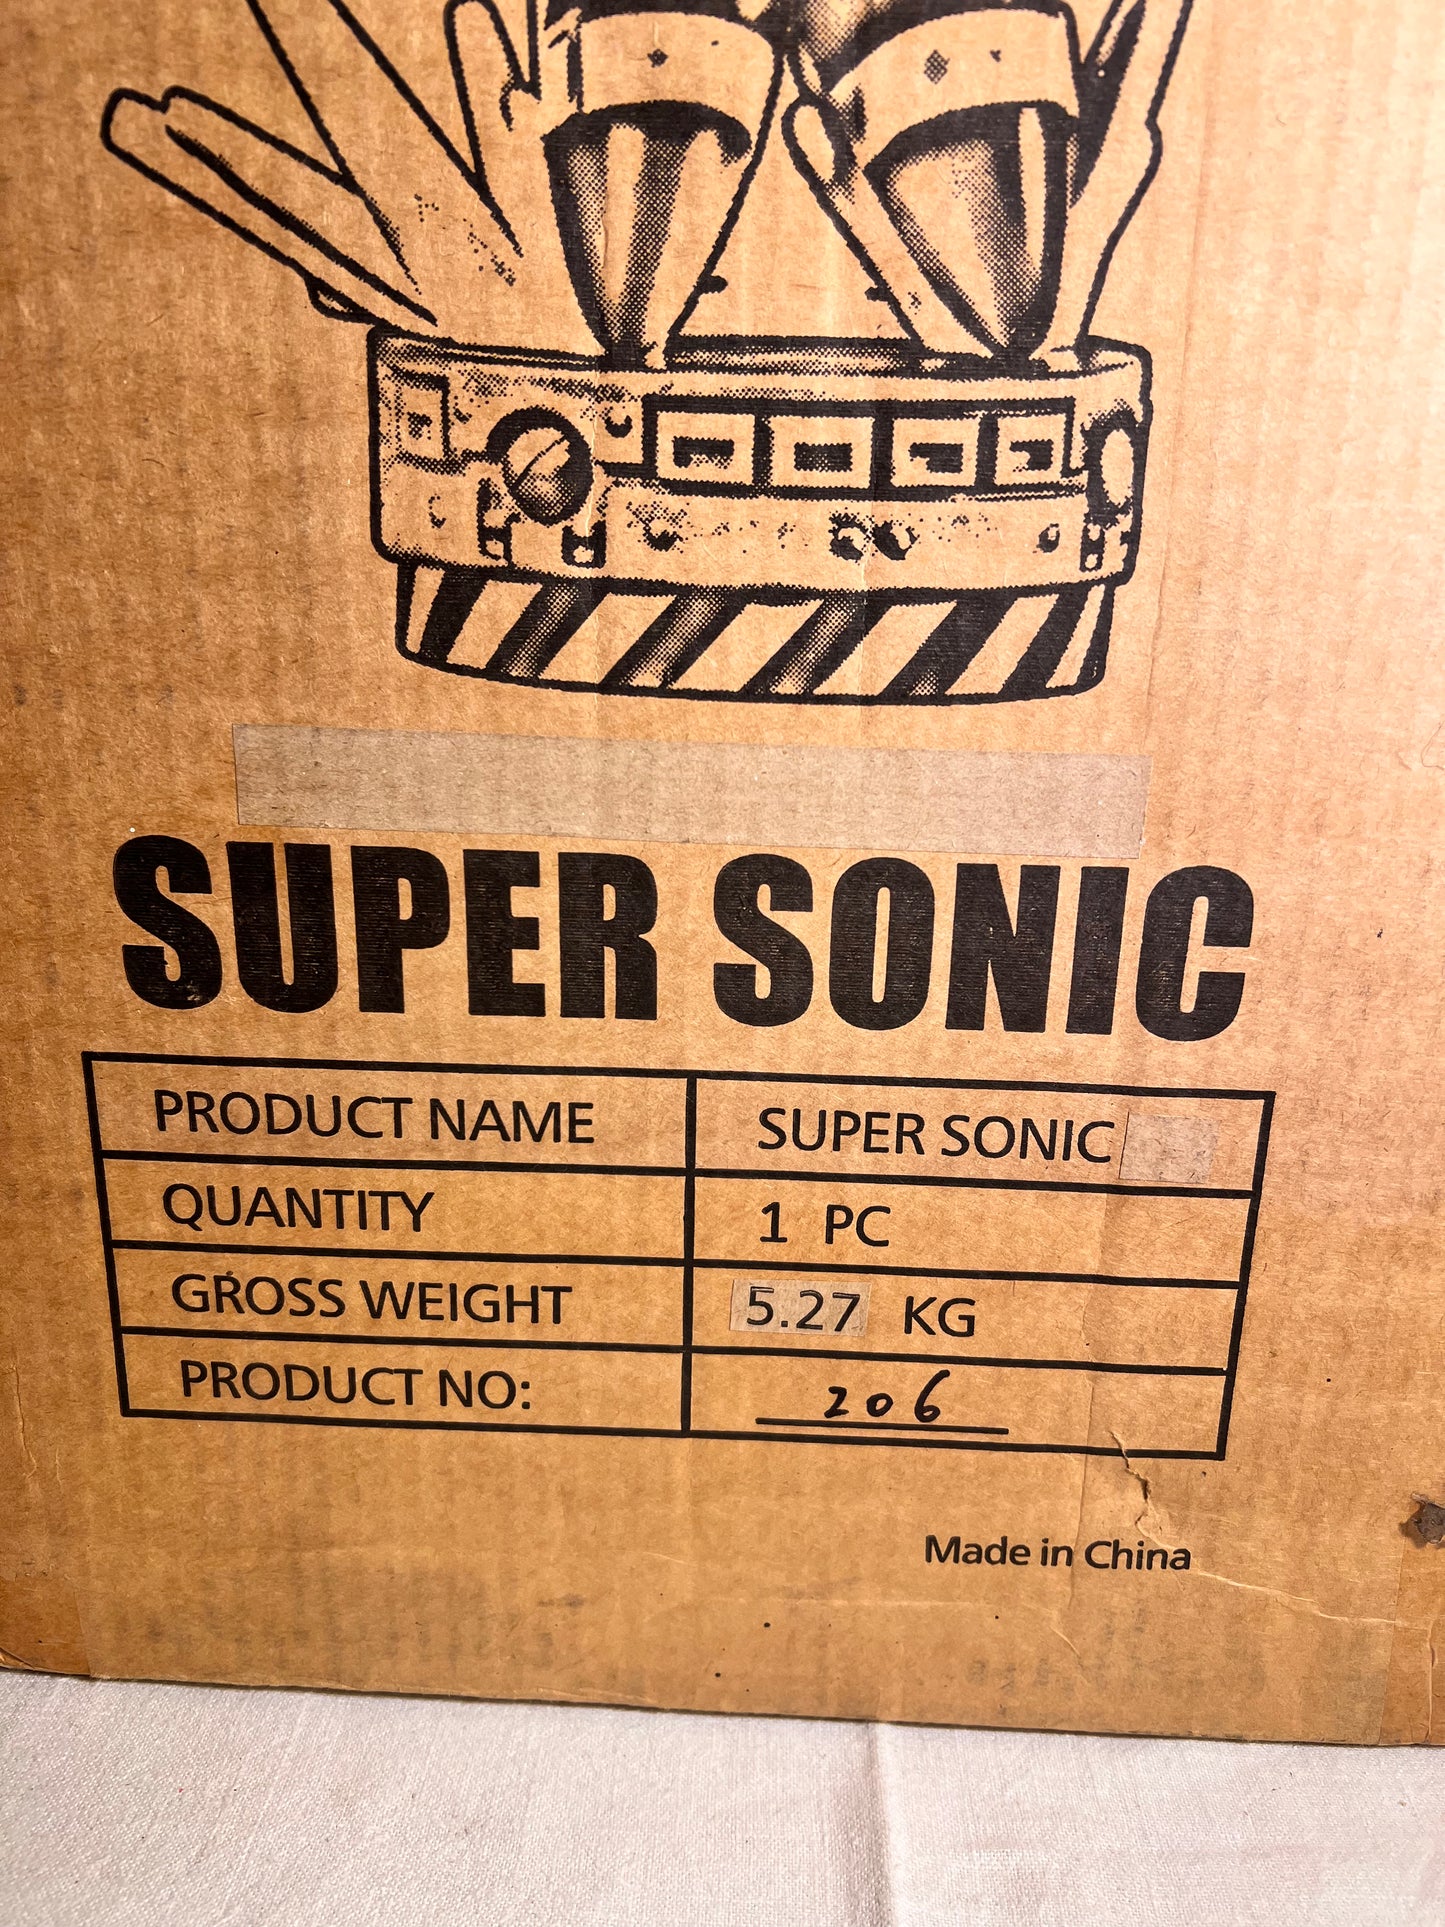 SUPER SONIC
PRODUCT NAME SUPER SONIC
QUANTITY 1 PC
GROSS WEIGHT 5.27 KG
PRODUCT NO: 206
Made in China